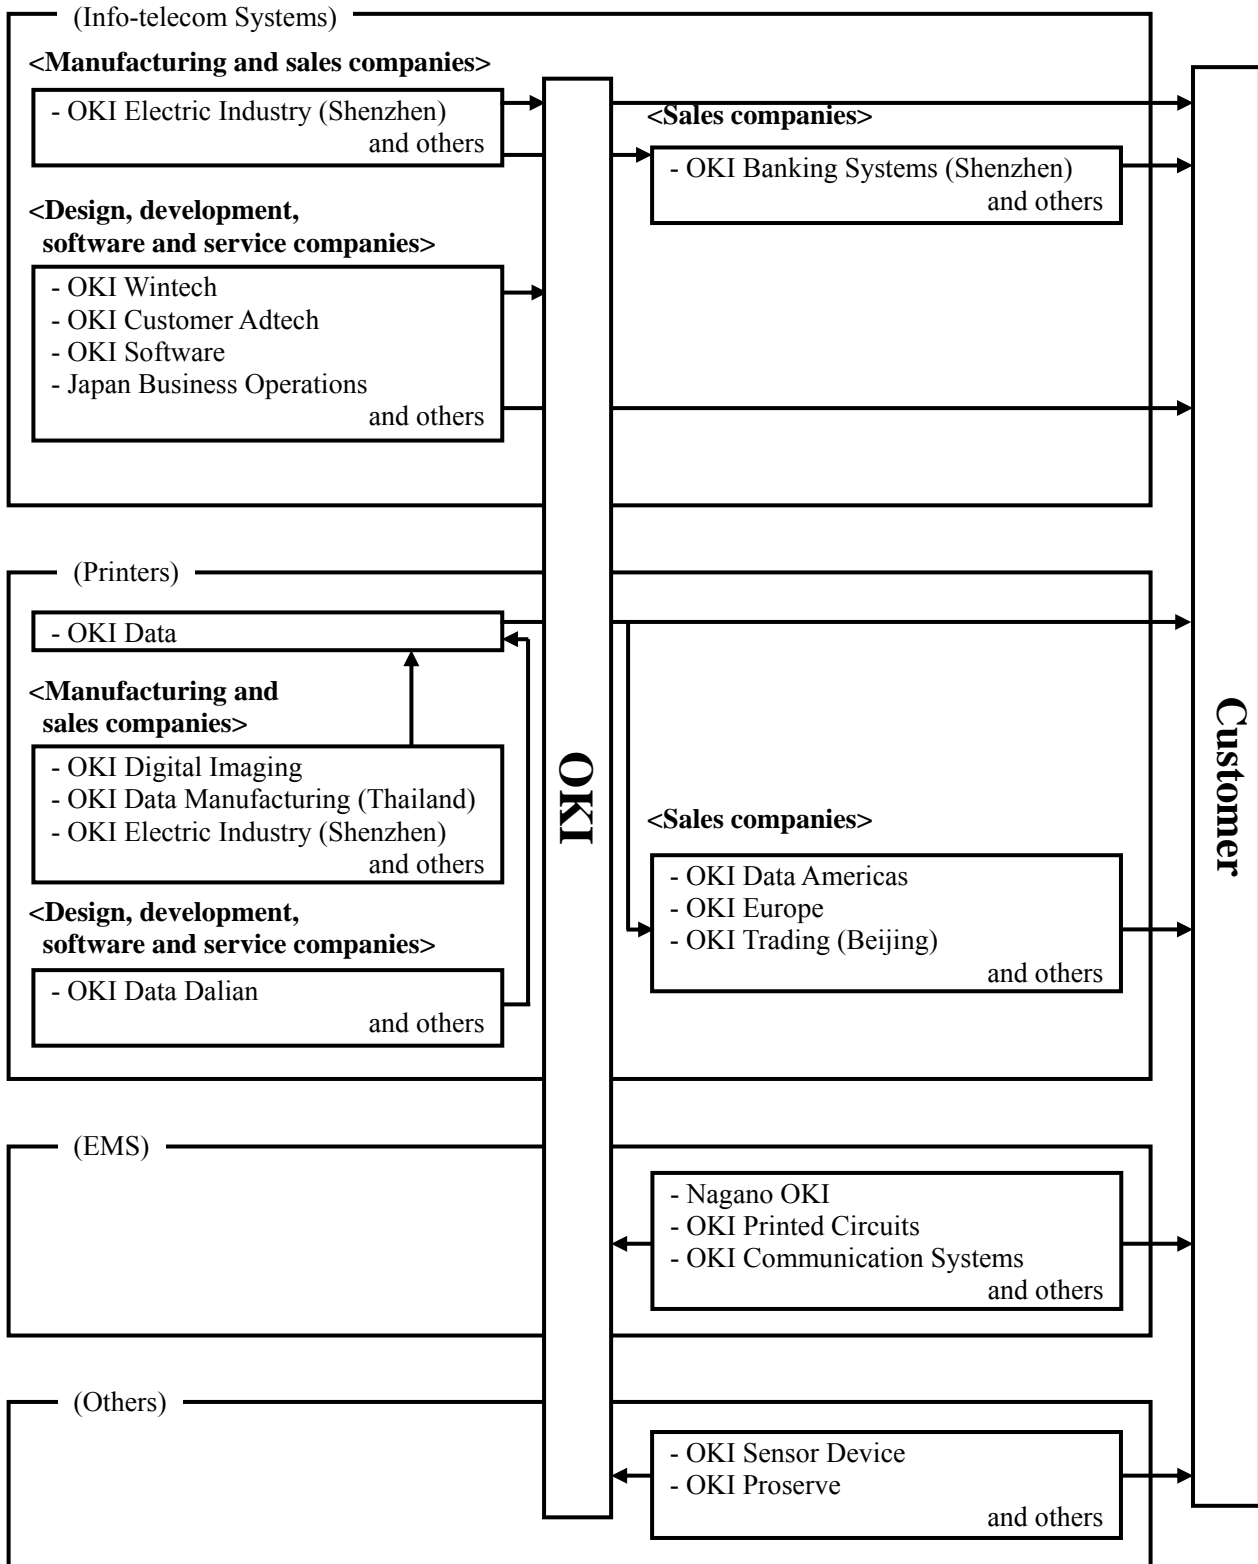 (Info-telecom Systems)
<Manufacturing and sales companies>
- OKI Electric Industry (Shenzhen)
and others
<Sales companies>
- OKI Banking Systems (Shenzhen)
and others
<Design, development,
software and service companies>
- OKI Wintech
- OKI Customer Adtech
- OKI Software
- Japan Business Operations
and others
(Printers)
- OKI Data
<Manufacturing and
sales companies>
- OKI Digital Imaging
- OKI Data Manufacturing (Thailand)
- OKI Electric Industry (Shenzhen)
and others
<Design, development,
software and service companies>
- OKI Data Dalian
and others
OKI
<Sales companies>
- OKI Data Americas
- OKI Europe
- OKI Trading (Beijing)
and others
Customer
(EMS)
- Nagano OKI
- OKI Printed Circuits
- OKI Communication Systems
and others
(Others)
- OKI Sensor Device
- OKI Proserve
and others